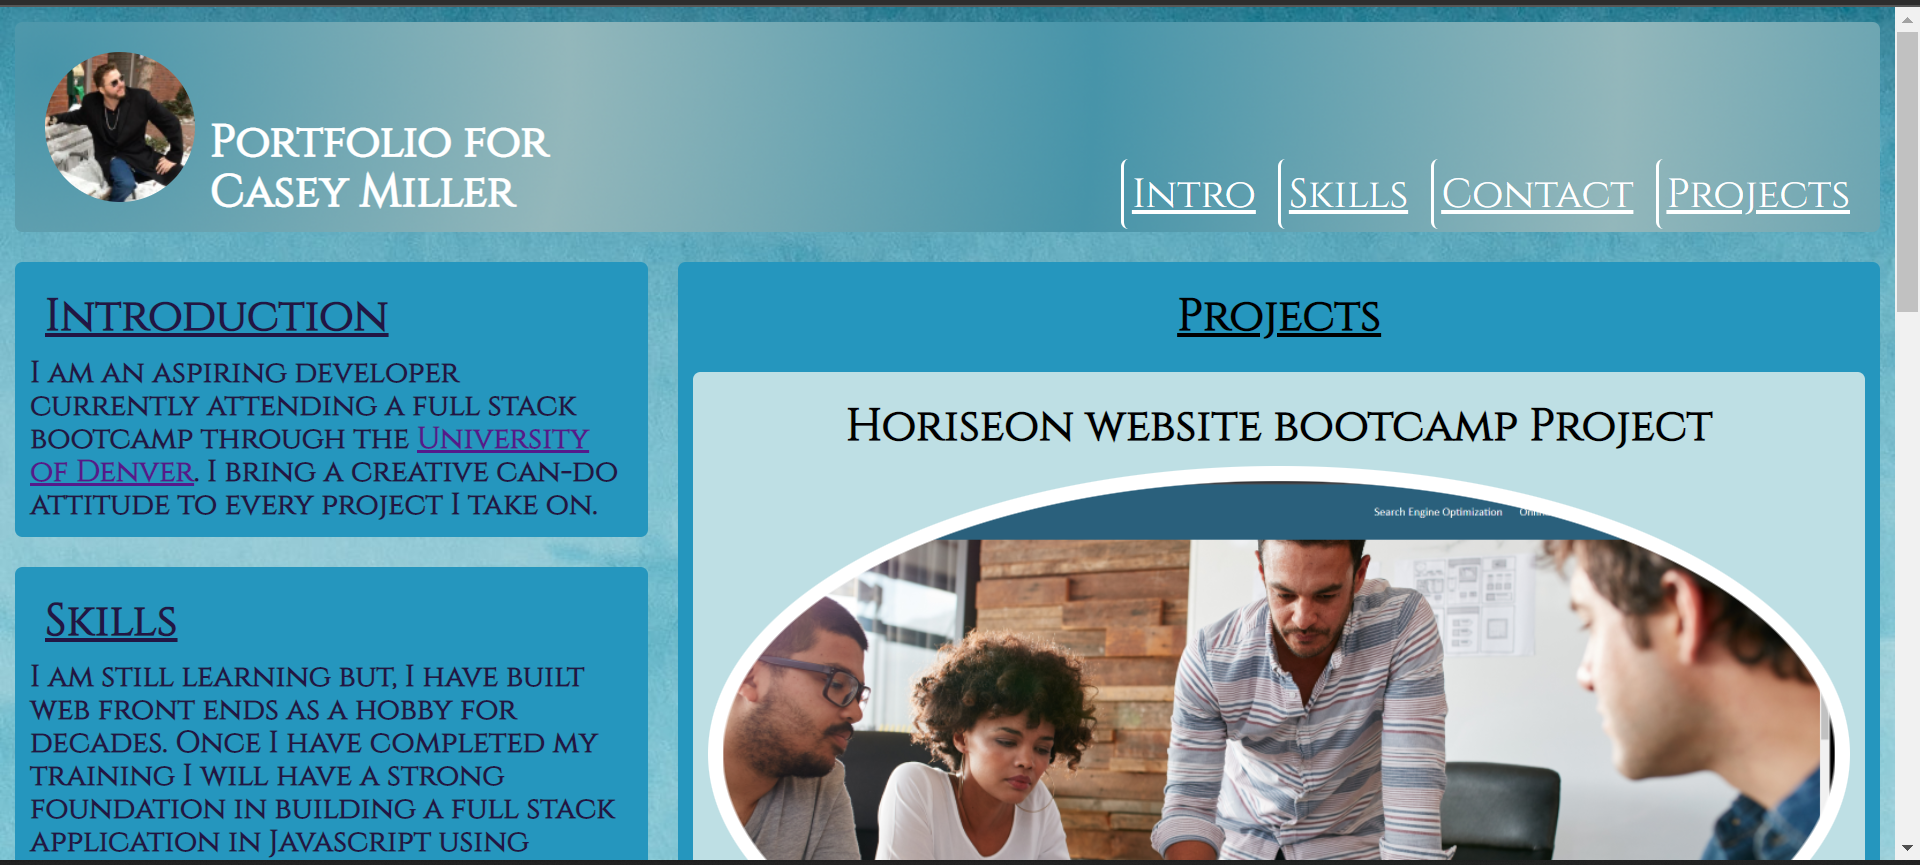 Portfolio for
Casey Miller
Intro
Skills
Contact
Projects
Introduction
I am an aspiring developer
currently attending a full stack
bootcamp through the University
of Denver. I bring a creative can-do
attitude to every project I take on.
Skills
I am still learning but, I have built
web front ends as a hobby for
decades. Once I have completed my
training I will have a strong
foundation in building a full stack
application in Javascript using
Projects
Horiseon website bootcamp Project
Search Engine Optimization